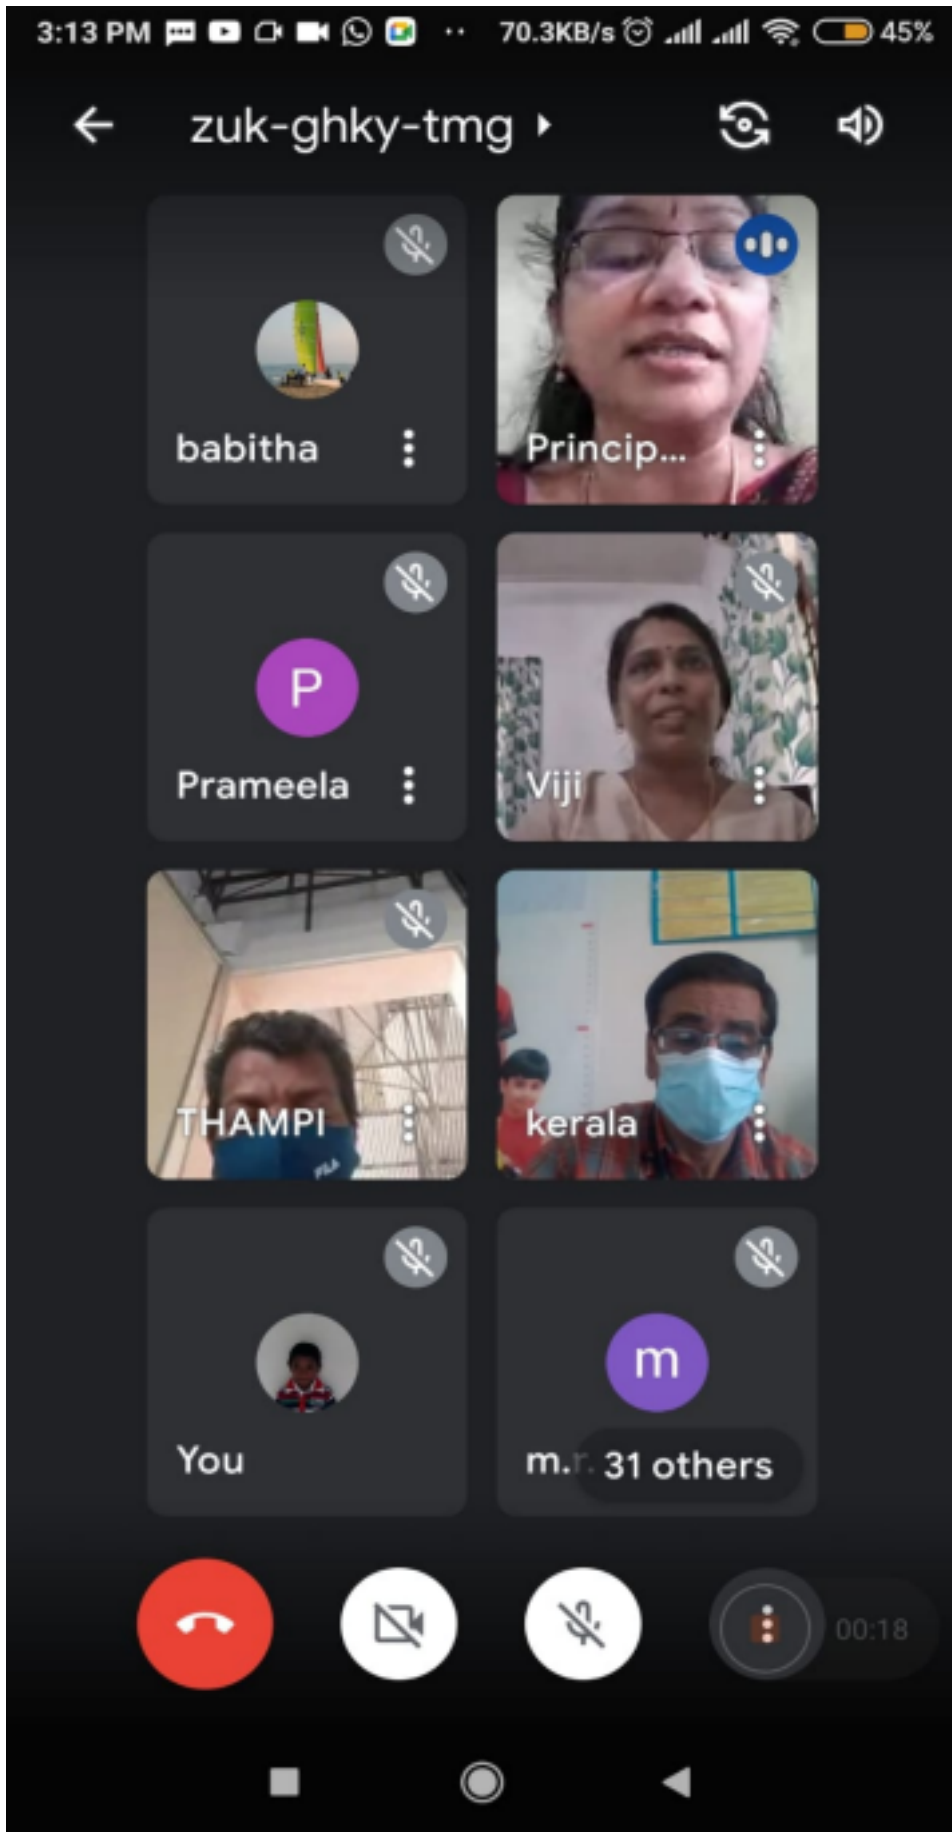 3:13 PM 70.3KB/s 45%
zuk-ghky-tmg
babitha
Princip...
P
Prameela
Viji
THAMPI
FILA
kerala
You
m
m.r. 31 others
00:18